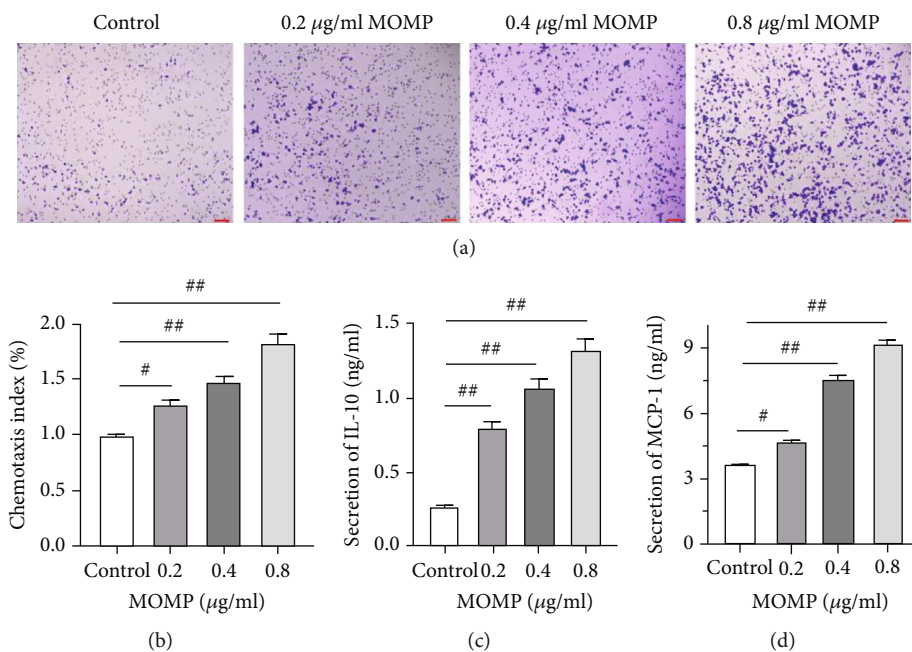 Control
0.2 μg/ml MOMP
0.4 μg/ml MOMP
0.8 μg/ml MOMP
(a)
Chemotaxis index (%)
2.0
1.5
1.0
0.5
0.0
##
##
#
Control 0.2 0.4 0.8
MOMP (μg/ml)
(b)
Secretion of IL-10 (ng/ml)
1.5
1.0
0.5
0.0
##
##
##
Control 0.2 0.4 0.8
MOMP (μg/ml)
(c)
Secretion of MCP-1 (ng/ml)
9
6
3
0
##
##
#
Control 0.2 0.4 0.8
MOMP (μg/ml)
(d)